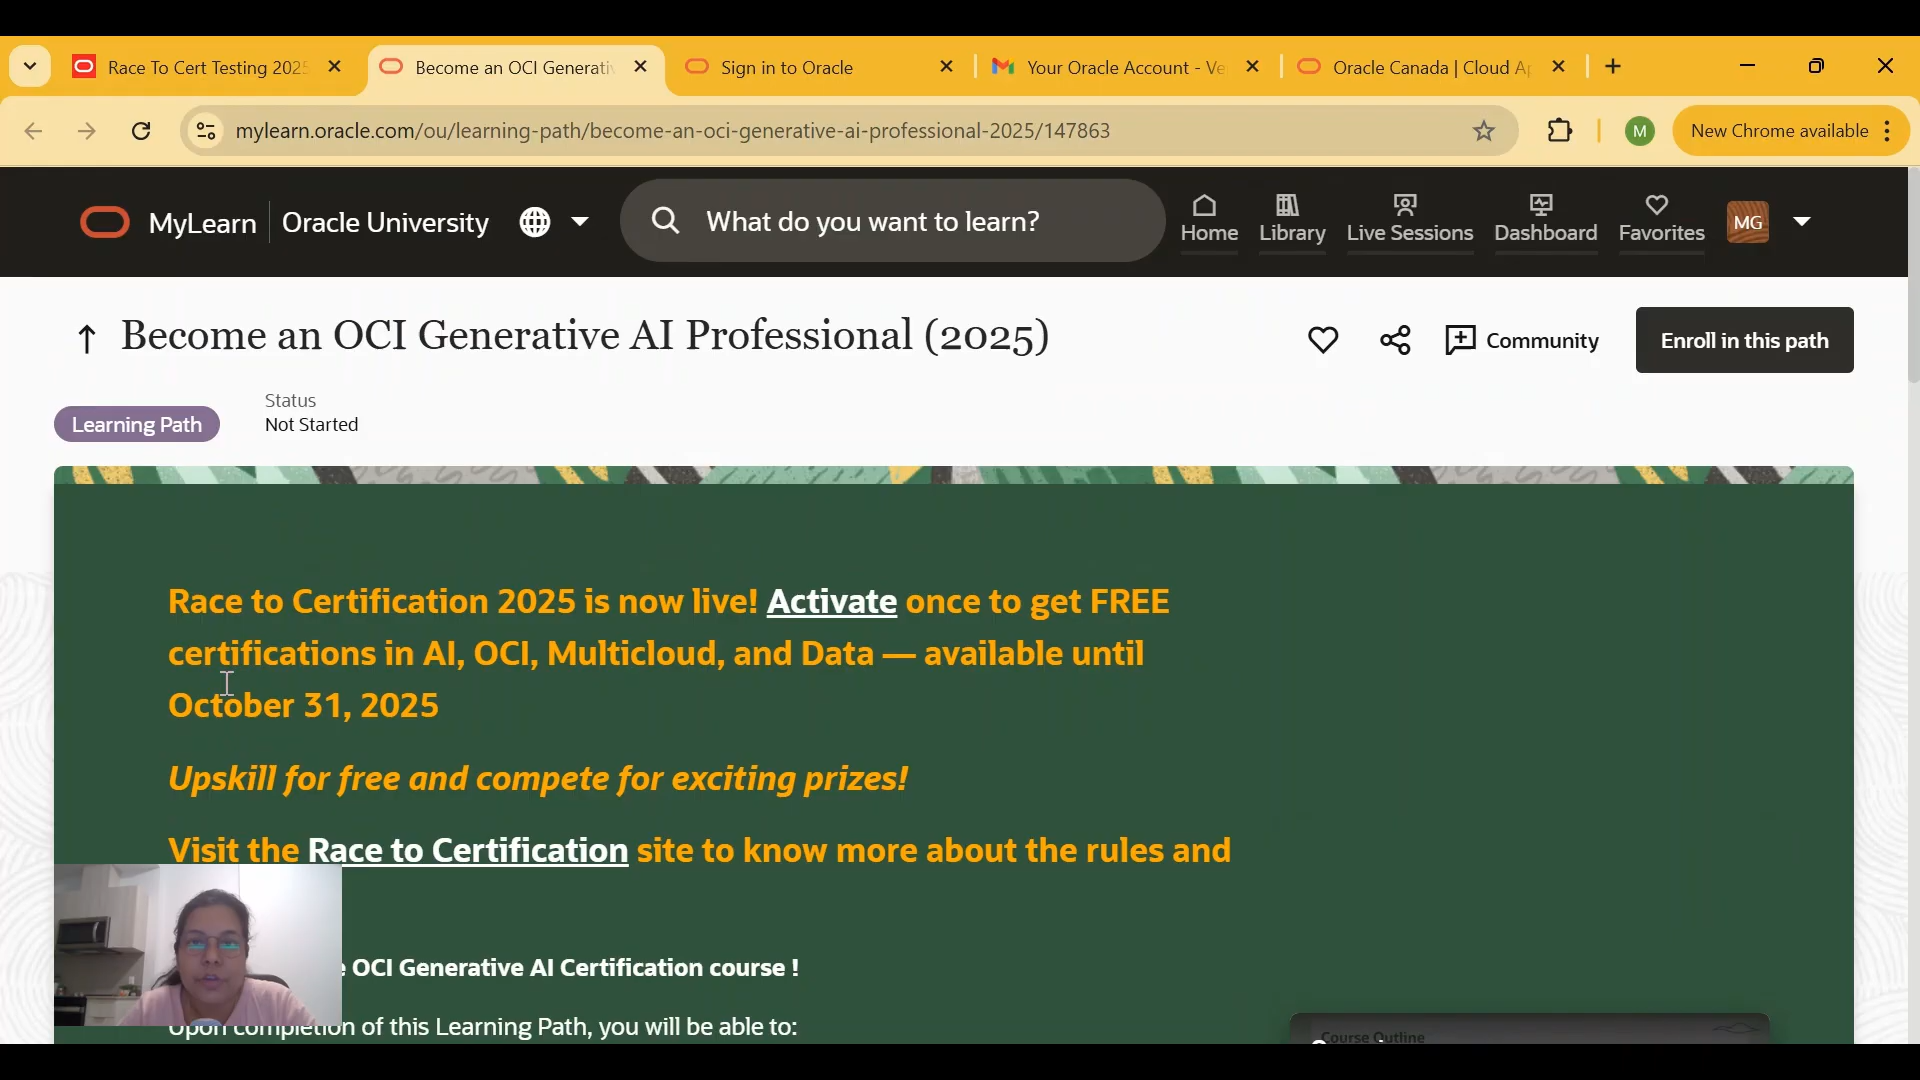 Race To Cert Testing 2025
Become an OCI Generati
Sign in to Oracle
Your Oracle Account - Ve
Oracle Canada | Cloud Ap
mylearn.oracle.com/ou/learning-path/become-an-oci-generative-ai-professional-2025/147863
M
New Chrome available
MyLearn
Oracle University
What do you want to learn?
Home
Library
Live Sessions
Dashboard
Favorites
MG
Become an OCI Generative AI Professional (2025)
Community
Enroll in this path
Learning Path
Status
Not Started
Race to Certification 2025 is now live! Activate once to get FREE
certifications in AI, OCI, Multicloud, and Data — available until
October 31, 2025
Upskill for free and compete for exciting prizes!
Visit the Race to Certification site to know more about the rules and
OCI Generative AI Certification course !
Upon completion of this Learning Path, you will be able to:
Course Outline